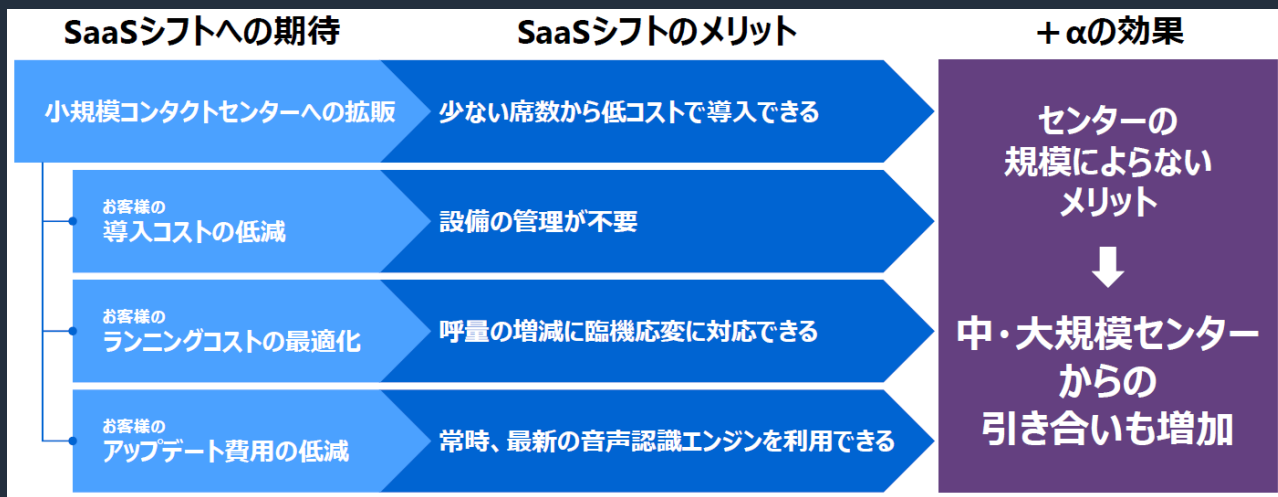 SaaSシフトへの期待
SaaSシフトのメリット
＋αの効果
小規模コンタクトセンターへの拡販
少ない席数から低コストで導入できる
お客様の
導入コストの低減
設備の管理が不要
お客様の
ランニングコストの最適化
呼量の増減に臨機応変に対応できる
お客様の
アップデート費用の低減
常時、最新の音声認識エンジンを利用できる
センターの
規模によらない
メリット
中・大規模センター
からの
引き合いも増加